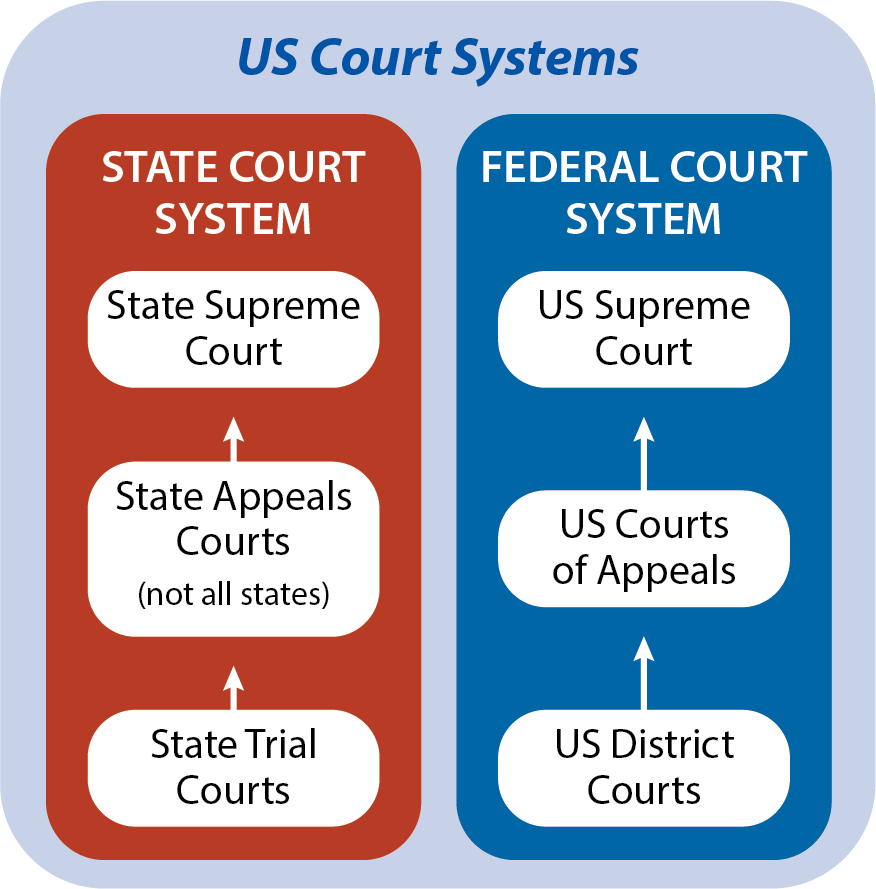 US Court Systems
STATE COURT
SYSTEM
State Supreme
Court
State Appeals
Courts
(not all states)
State Trial
Courts
FEDERAL COURT
SYSTEM
US Supreme
Court
US Courts
of Appeals
US District
Courts